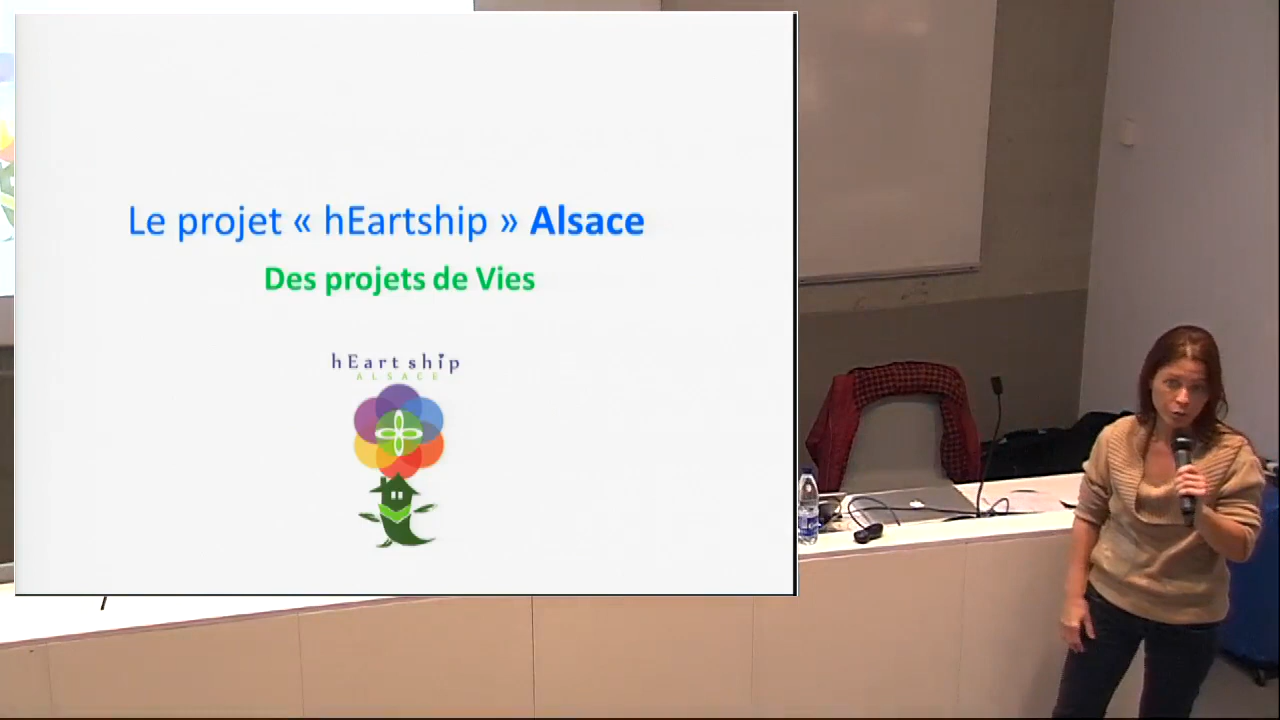 Le projet « hEartship » Alsace
Des projets de Vies
hEart ship
ALSACE